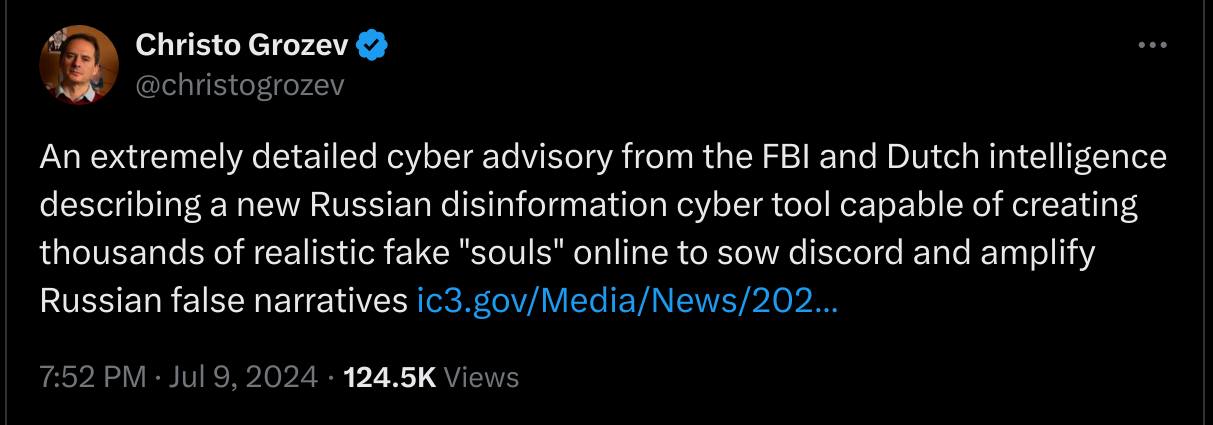 Christo Grozev
@christogrozev
An extremely detailed cyber advisory from the FBI and Dutch intelligence
describing a new Russian disinformation cyber tool capable of creating
thousands of realistic fake "souls" online to sow discord and amplify
Russian false narratives ic3.gov/Media/News/202...
7:52 PM · Jul 9, 2024 · 124.5K Views